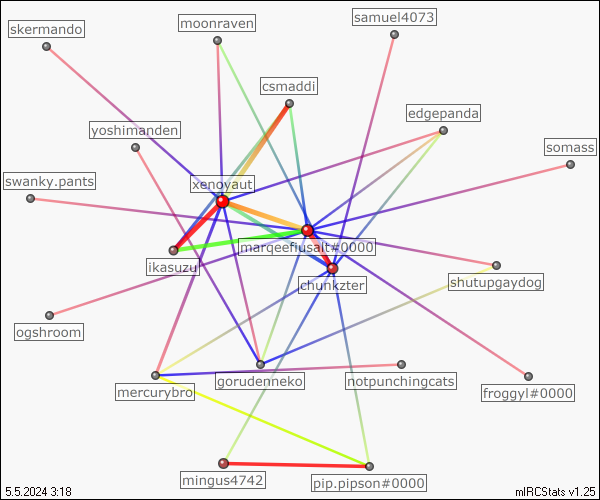 samuel4073
moonraven
skermando
csmaddi
edgepanda
yoshimanden
somass
swanky.pants
xenoyaut
marqeefiusalt#0000
ikasuzu
chunkzter
shutupgaydog
ogshroom
mercurybro
gorudenneko
notpunchingcats
froggyl#0000
mingus4742
pip.pipson#0000
5.5.2024 3:18
mIRCStats v1.25